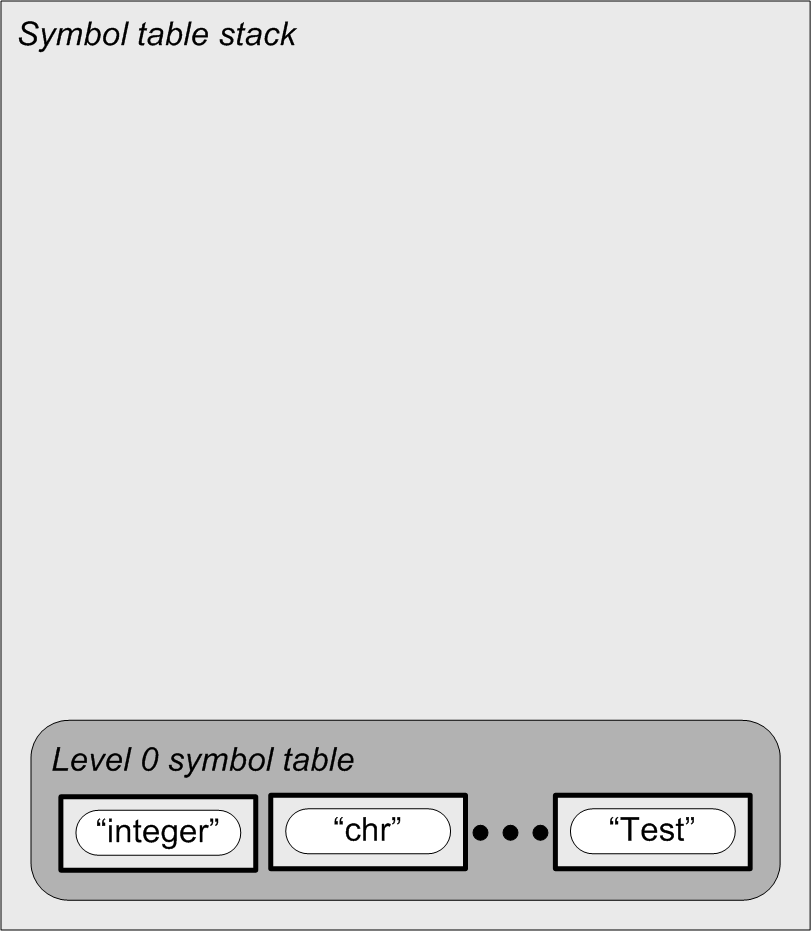 Symbol table stack
Level 0 symbol table
“integer” “chr” “Test”